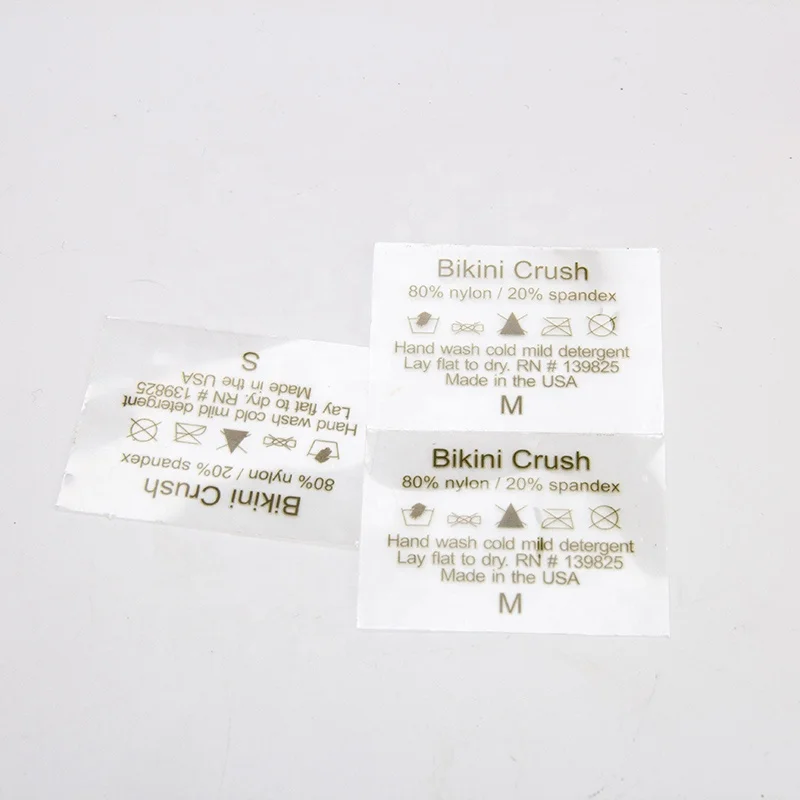 Bikini Crush
80% nylon / 20% spandex
Hand wash cold mild detergent
Lay flat to dry. RN # 139825
Made in the USA
M
Bikini Crush
80% nylon / 20% spandex
Hand wash cold mild detergent
Lay flat to dry. RN # 139825
Made in the USA
M
Bikini Crush
80% nylon / 20% spandex
Hand wash cold mild detergent
Lay flat to dry. RN # 139825
Made in the USA
S